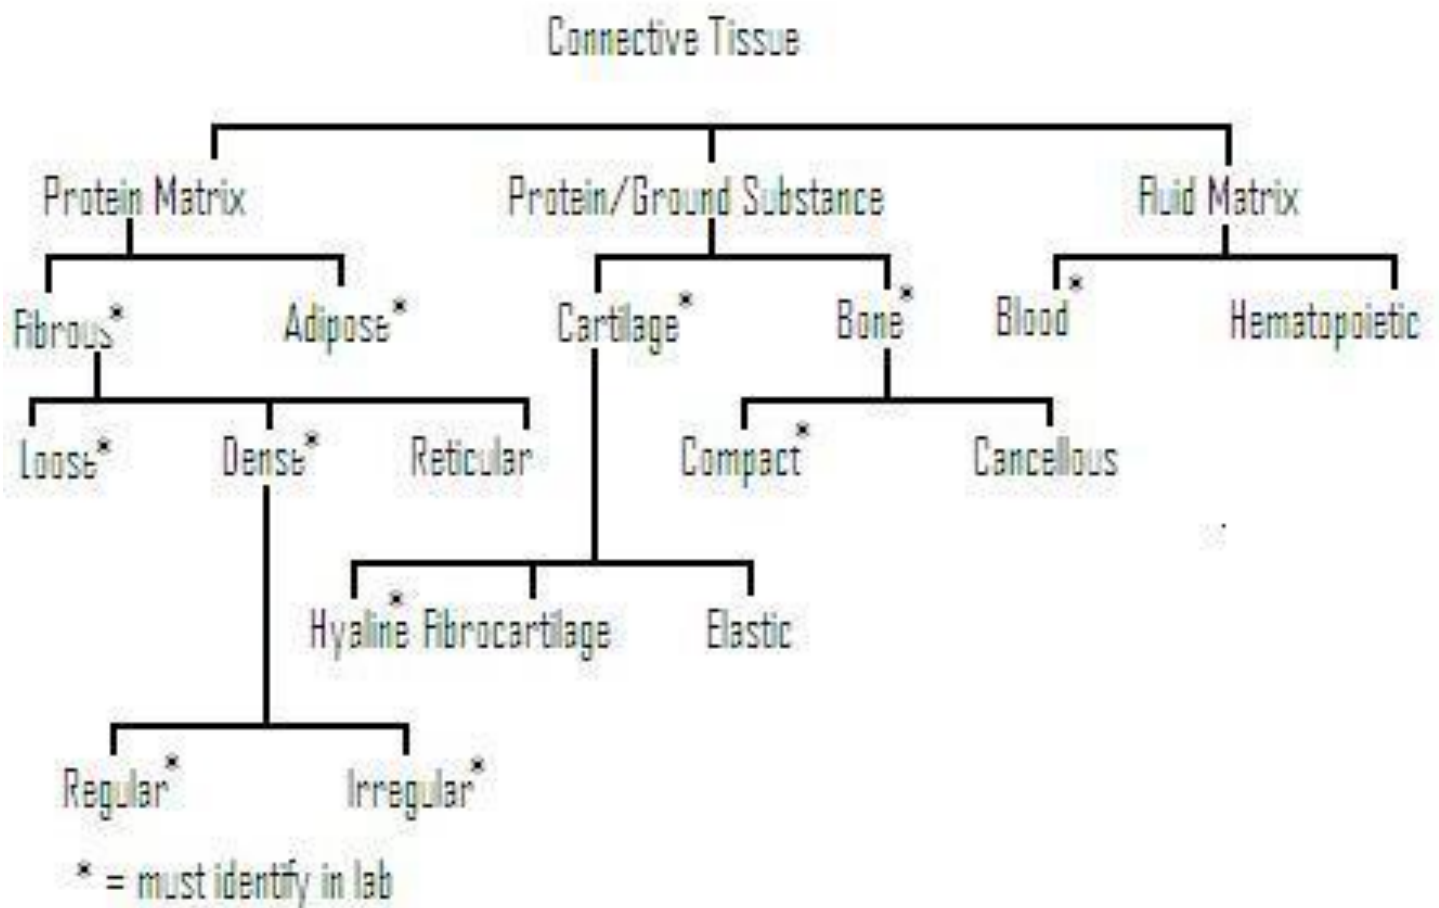 Connective Tissue
Protein Matrix Protein/Ground Substance Fluid Matrix
Fibrous* Adipose* Cartilage* Bone* Blood* Hematopoietic
Loose* Dense* Reticular Compact* Cancellous
Hyaline* Fibrocartilage Elastic
Regular* Irregular*
* = must identify in lab